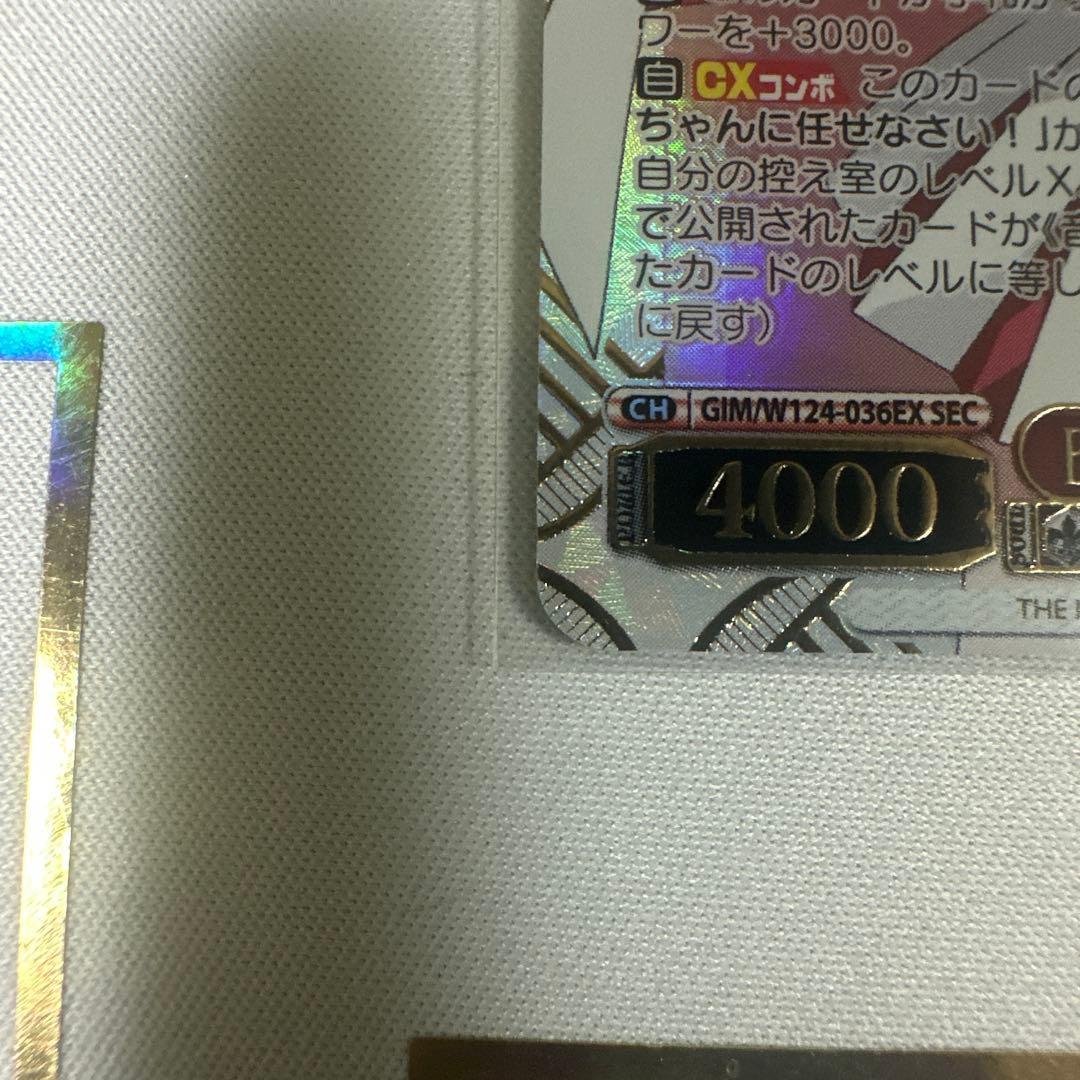 ワーを＋3000。
自 CXコンボ このカードの
ちゃんに任せなさい！」が
自分の控え室のレベルX
で公開されたカードが《音
たカードのレベルに等し
に戻す）
CH GIM/W124-036EX SEC
POWER 4000
THE